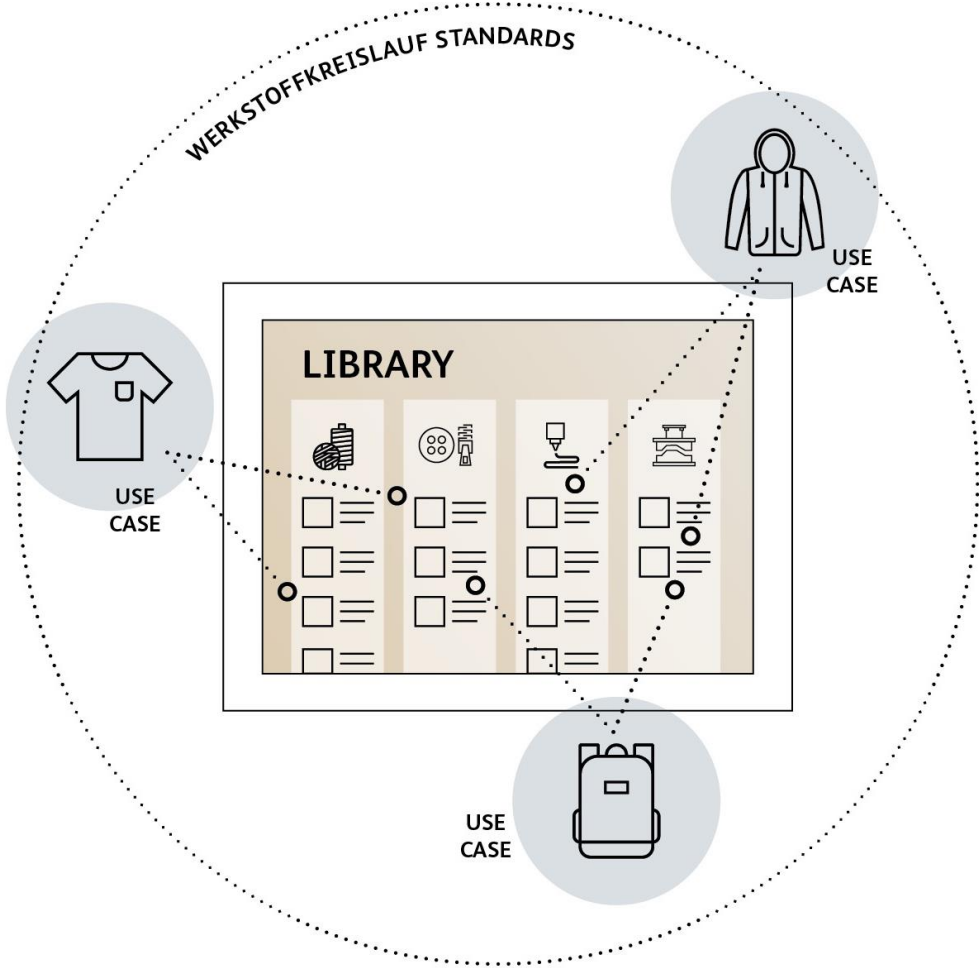 WERKSTOFFKREISLAUF STANDARDS
USE
CASE
LIBRARY
USE
CASE
USE
CASE